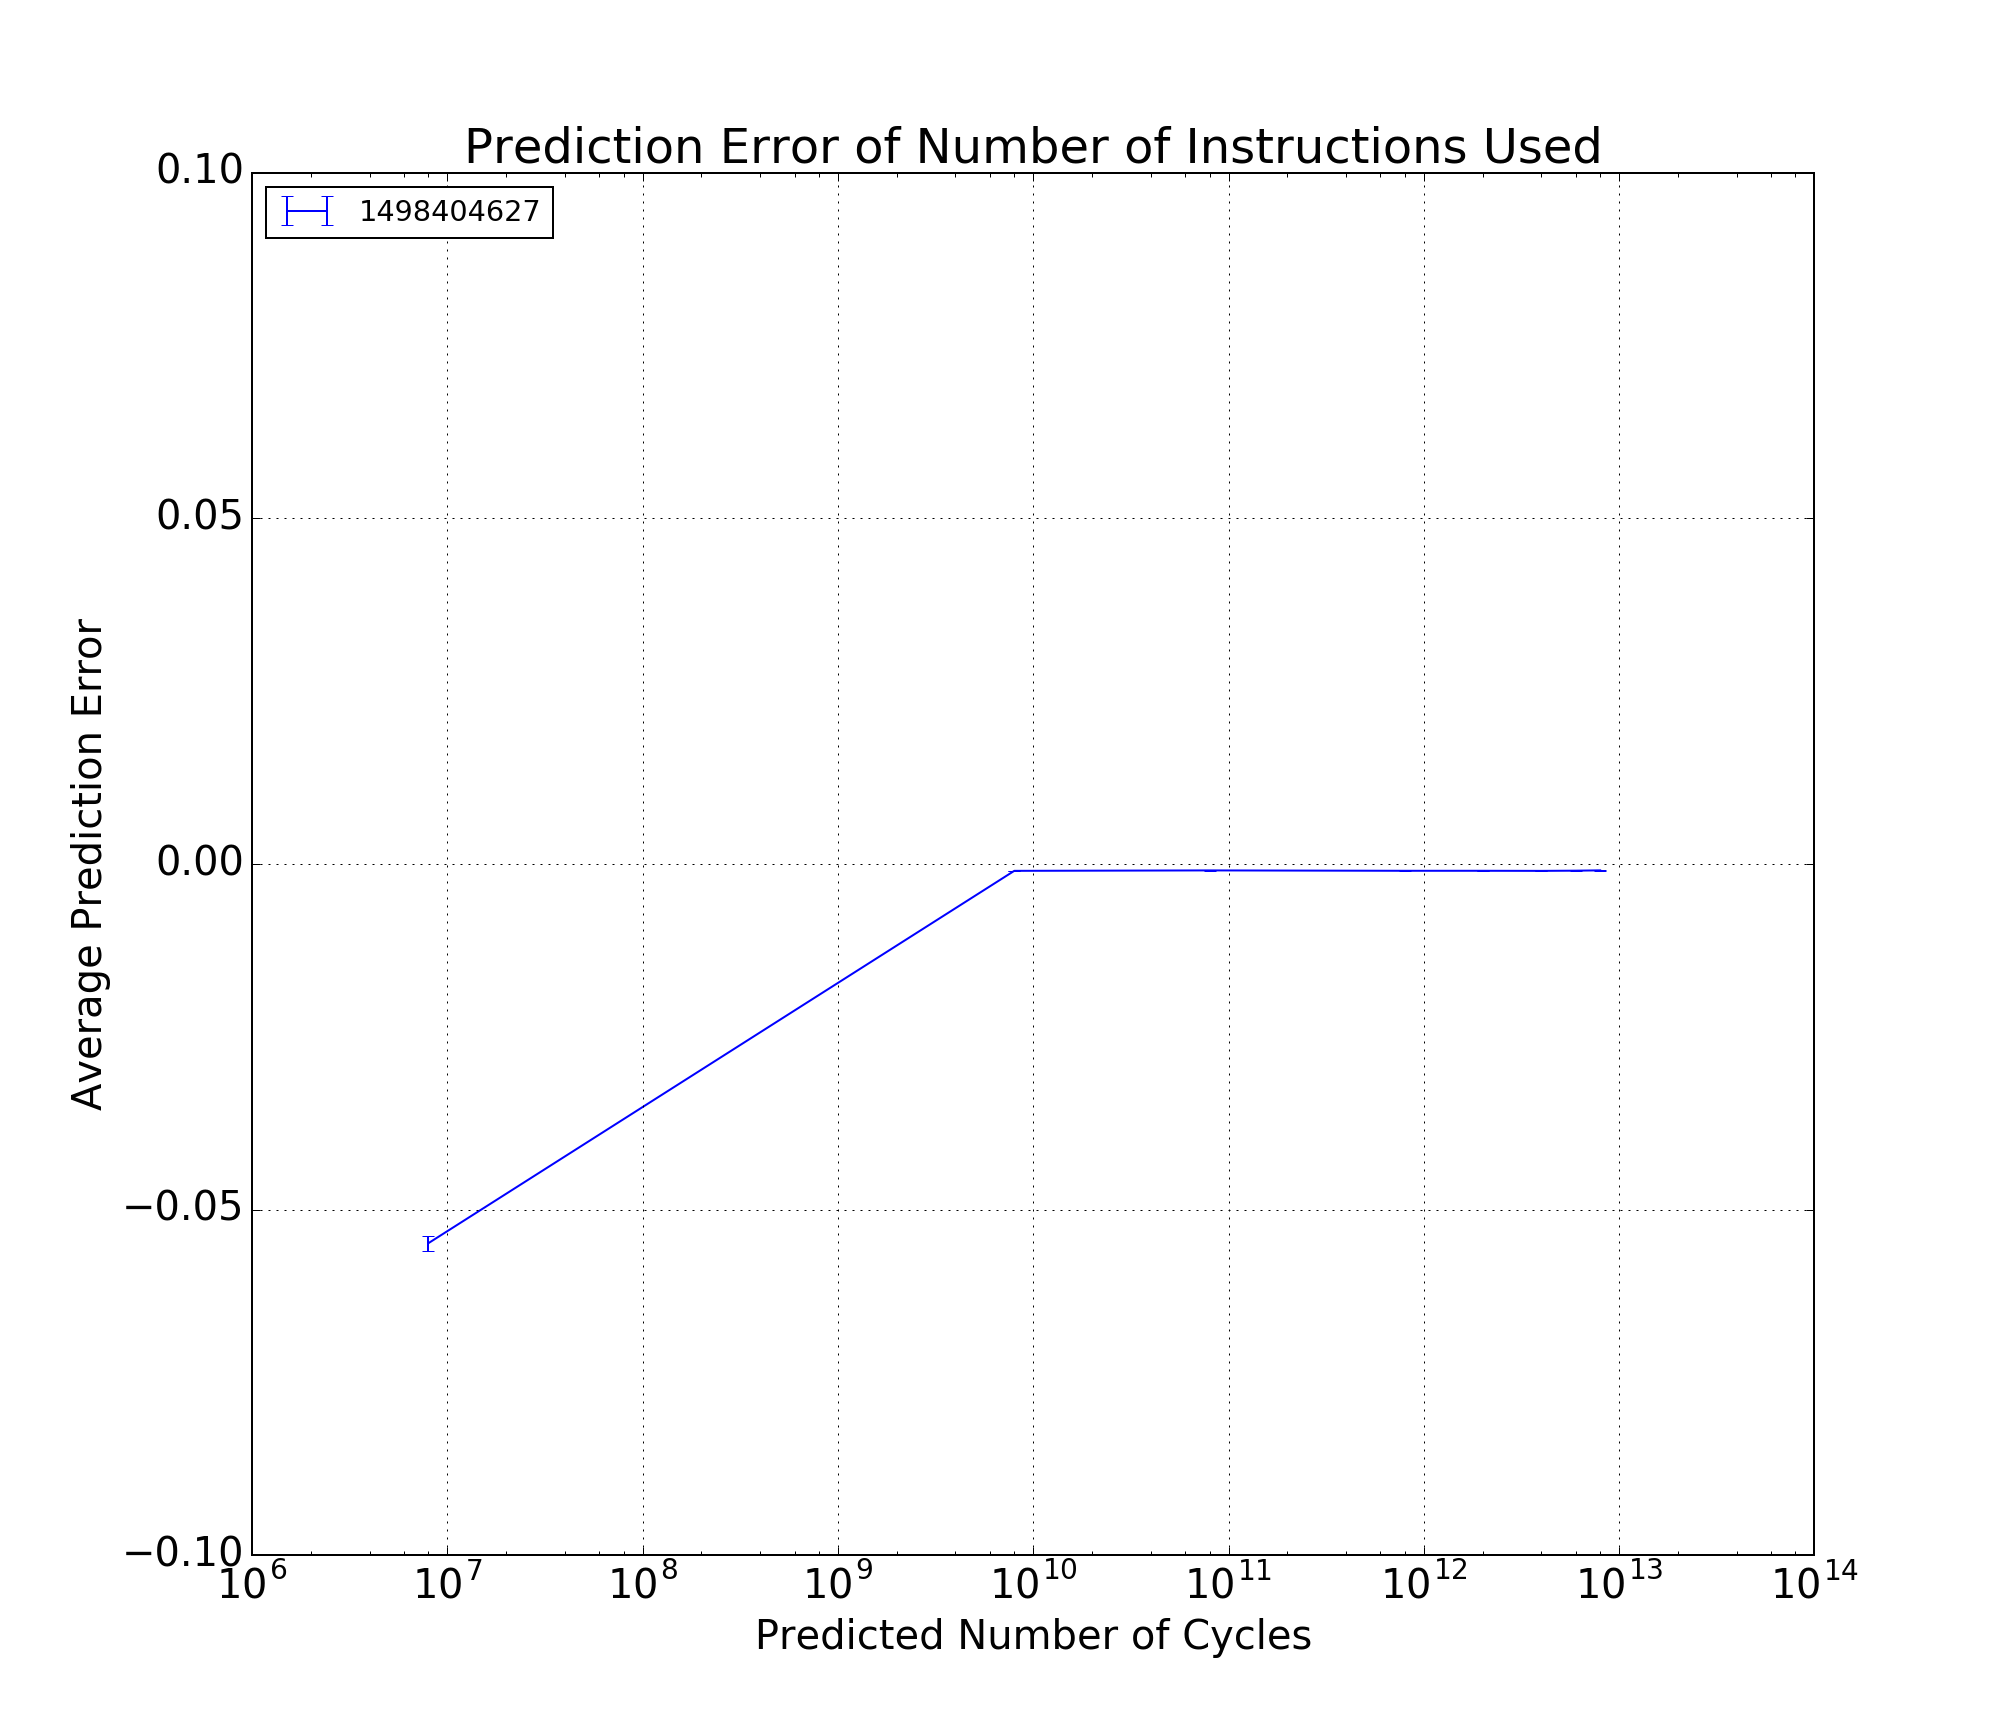 Prediction Error of Number of Instructions Used
1498404627
0.10
0.05
0.00
−0.05
−0.10
Average Prediction Error
10^6 10^7 10^8 10^9 10^10 10^11 10^12 10^13 10^14
Predicted Number of Cycles